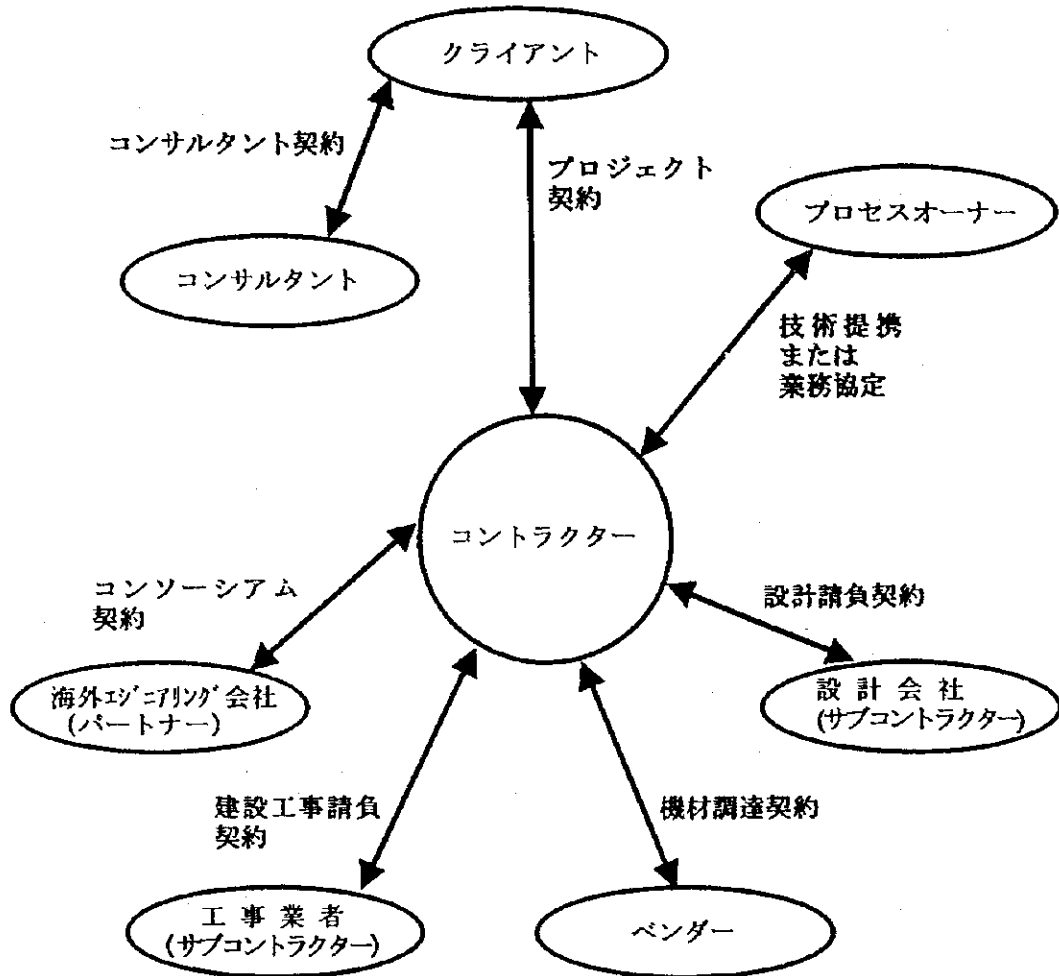 クライアント
コンサルタント契約
プロジェクト
契約
プロセスオーナー
コンサルタント
技術提携
または
業務協定
コントラクター
コンソーシアム
契約
設計請負契約
海外エジニアリング会社
(パートナー)
設計会社
(サブコントラクター)
建設工事請負
契約
機材調達契約
工事業者
(サブコントラクター)
ベンダー